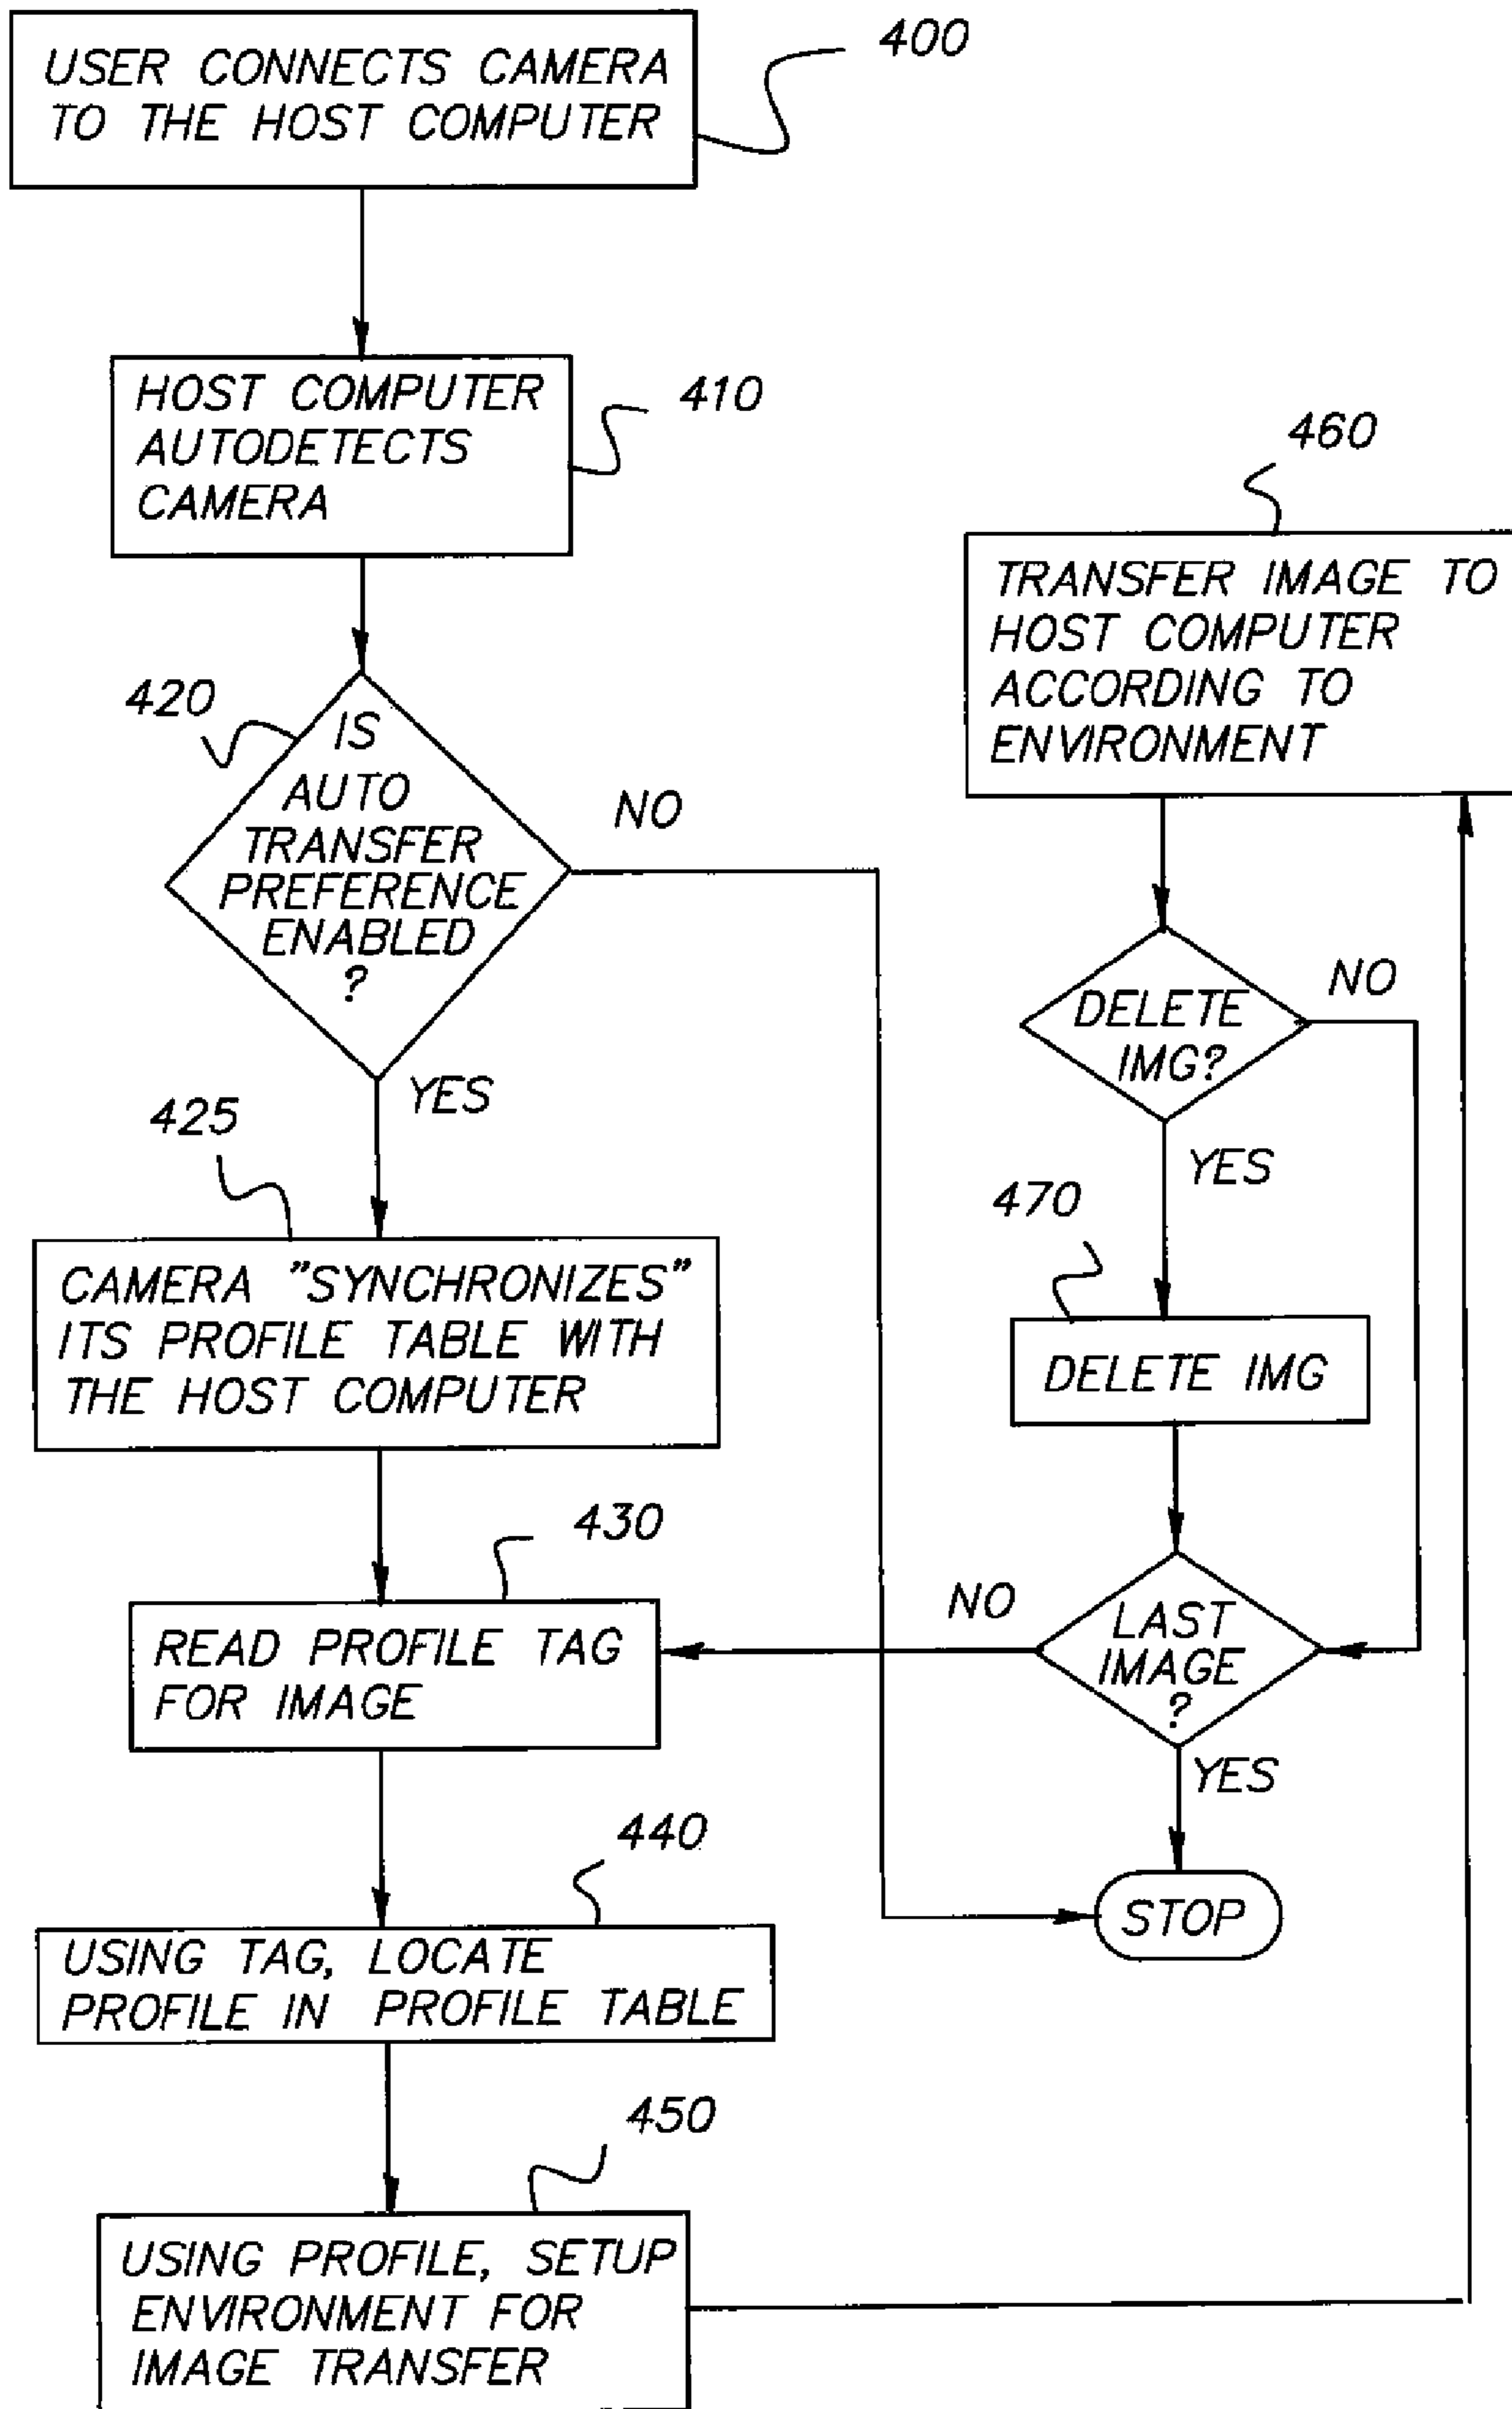 USER CONNECTS CAMERA
TO THE HOST COMPUTER
400
HOST COMPUTER
AUTODETECTS
CAMERA
410
420
IS
AUTO
TRANSFER
PREFERENCE
ENABLED
?
NO
YES
425
CAMERA "SYNCHRONIZES"
ITS PROFILE TABLE WITH
THE HOST COMPUTER
430
READ PROFILE TAG
FOR IMAGE
440
USING TAG, LOCATE
PROFILE IN PROFILE TABLE
450
USING PROFILE, SETUP
ENVIRONMENT FOR
IMAGE TRANSFER
460
TRANSFER IMAGE TO
HOST COMPUTER
ACCORDING TO
ENVIRONMENT
DELETE
IMG?
NO
YES
470
DELETE IMG
LAST
IMAGE
?
NO
YES
STOP